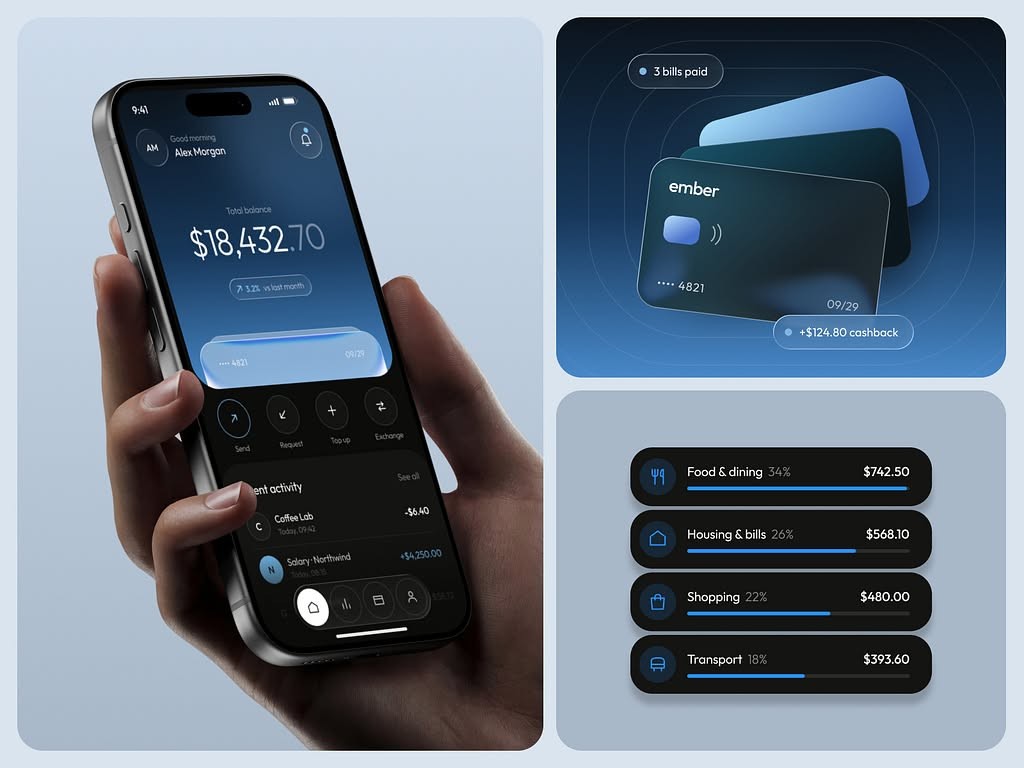 9:41
AM
Good morning
Alex Morgan
Total balance
$18,432.70
3.2% vs last month
•••• 4821
09/29
Send
Request
Top up
Exchange
ent activity
See all
C
Coffee Lab
Today, 09:42
-$6.40
N
Salary · Northwind
Today, 08:10
+$4,250.00
3 bills paid
ember
•••• 4821
09/29
+$124.80 cashback
Food & dining 34%
$742.50
Housing & bills 26%
$568.10
Shopping 22%
$480.00
Transport 18%
$393.60